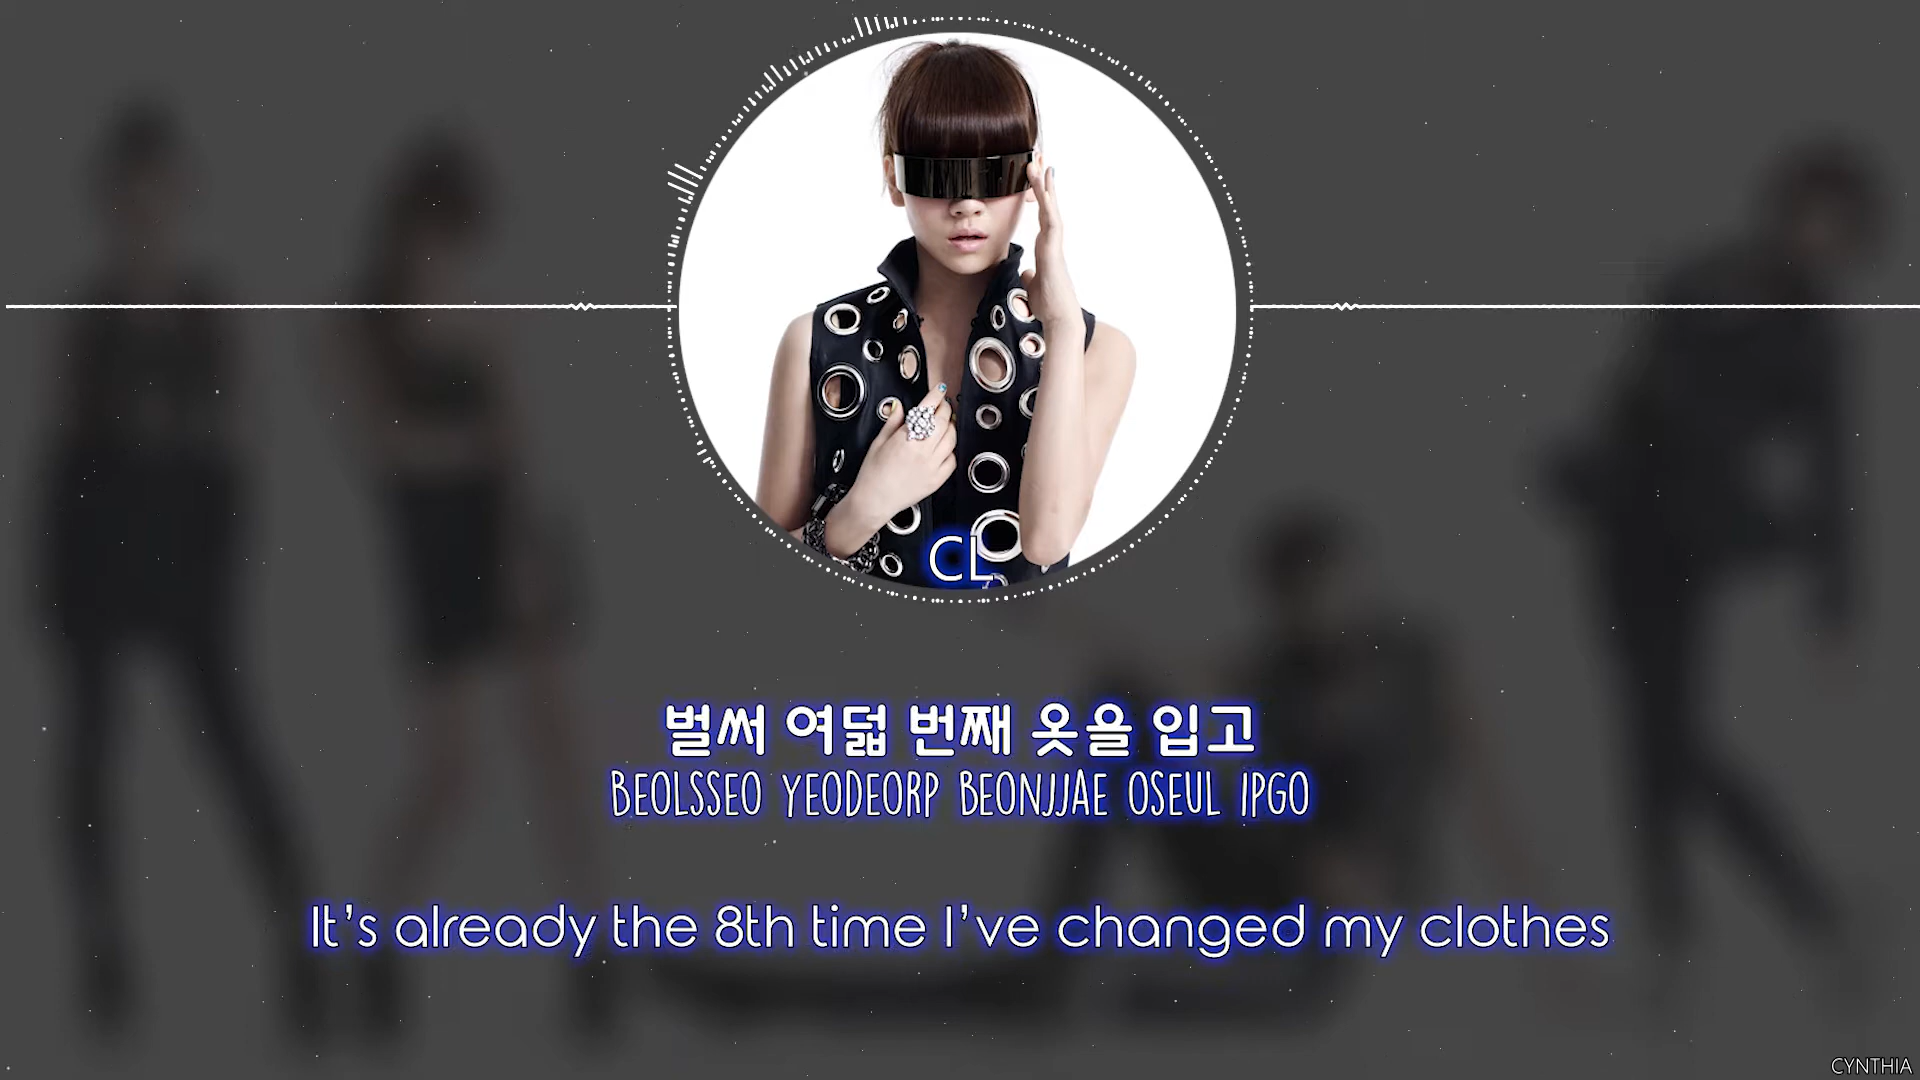 CL
벌써 여덟 번째 옷을 입고
BEOLSSEO YEODEORP BEONJJAE OSEUL IPGO
It's already the 8th time I've changed my clothes
CYNTHIA